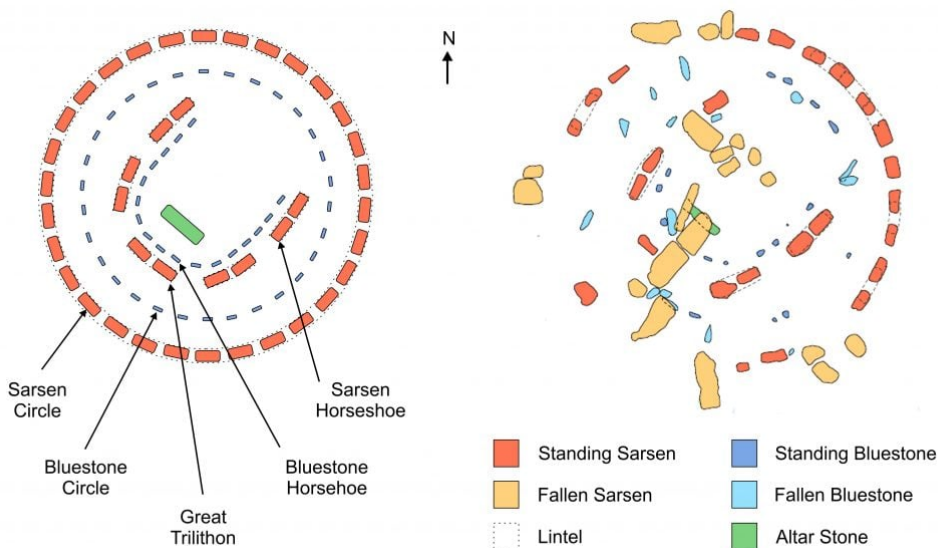 N
Sarsen
Circle
Bluestone
Circle
Great
Trilithon
Bluestone
Horsehoe
Sarsen
Horseshoe
Standing Sarsen
Fallen Sarsen
Lintel
Standing Bluestone
Fallen Bluestone
Altar Stone